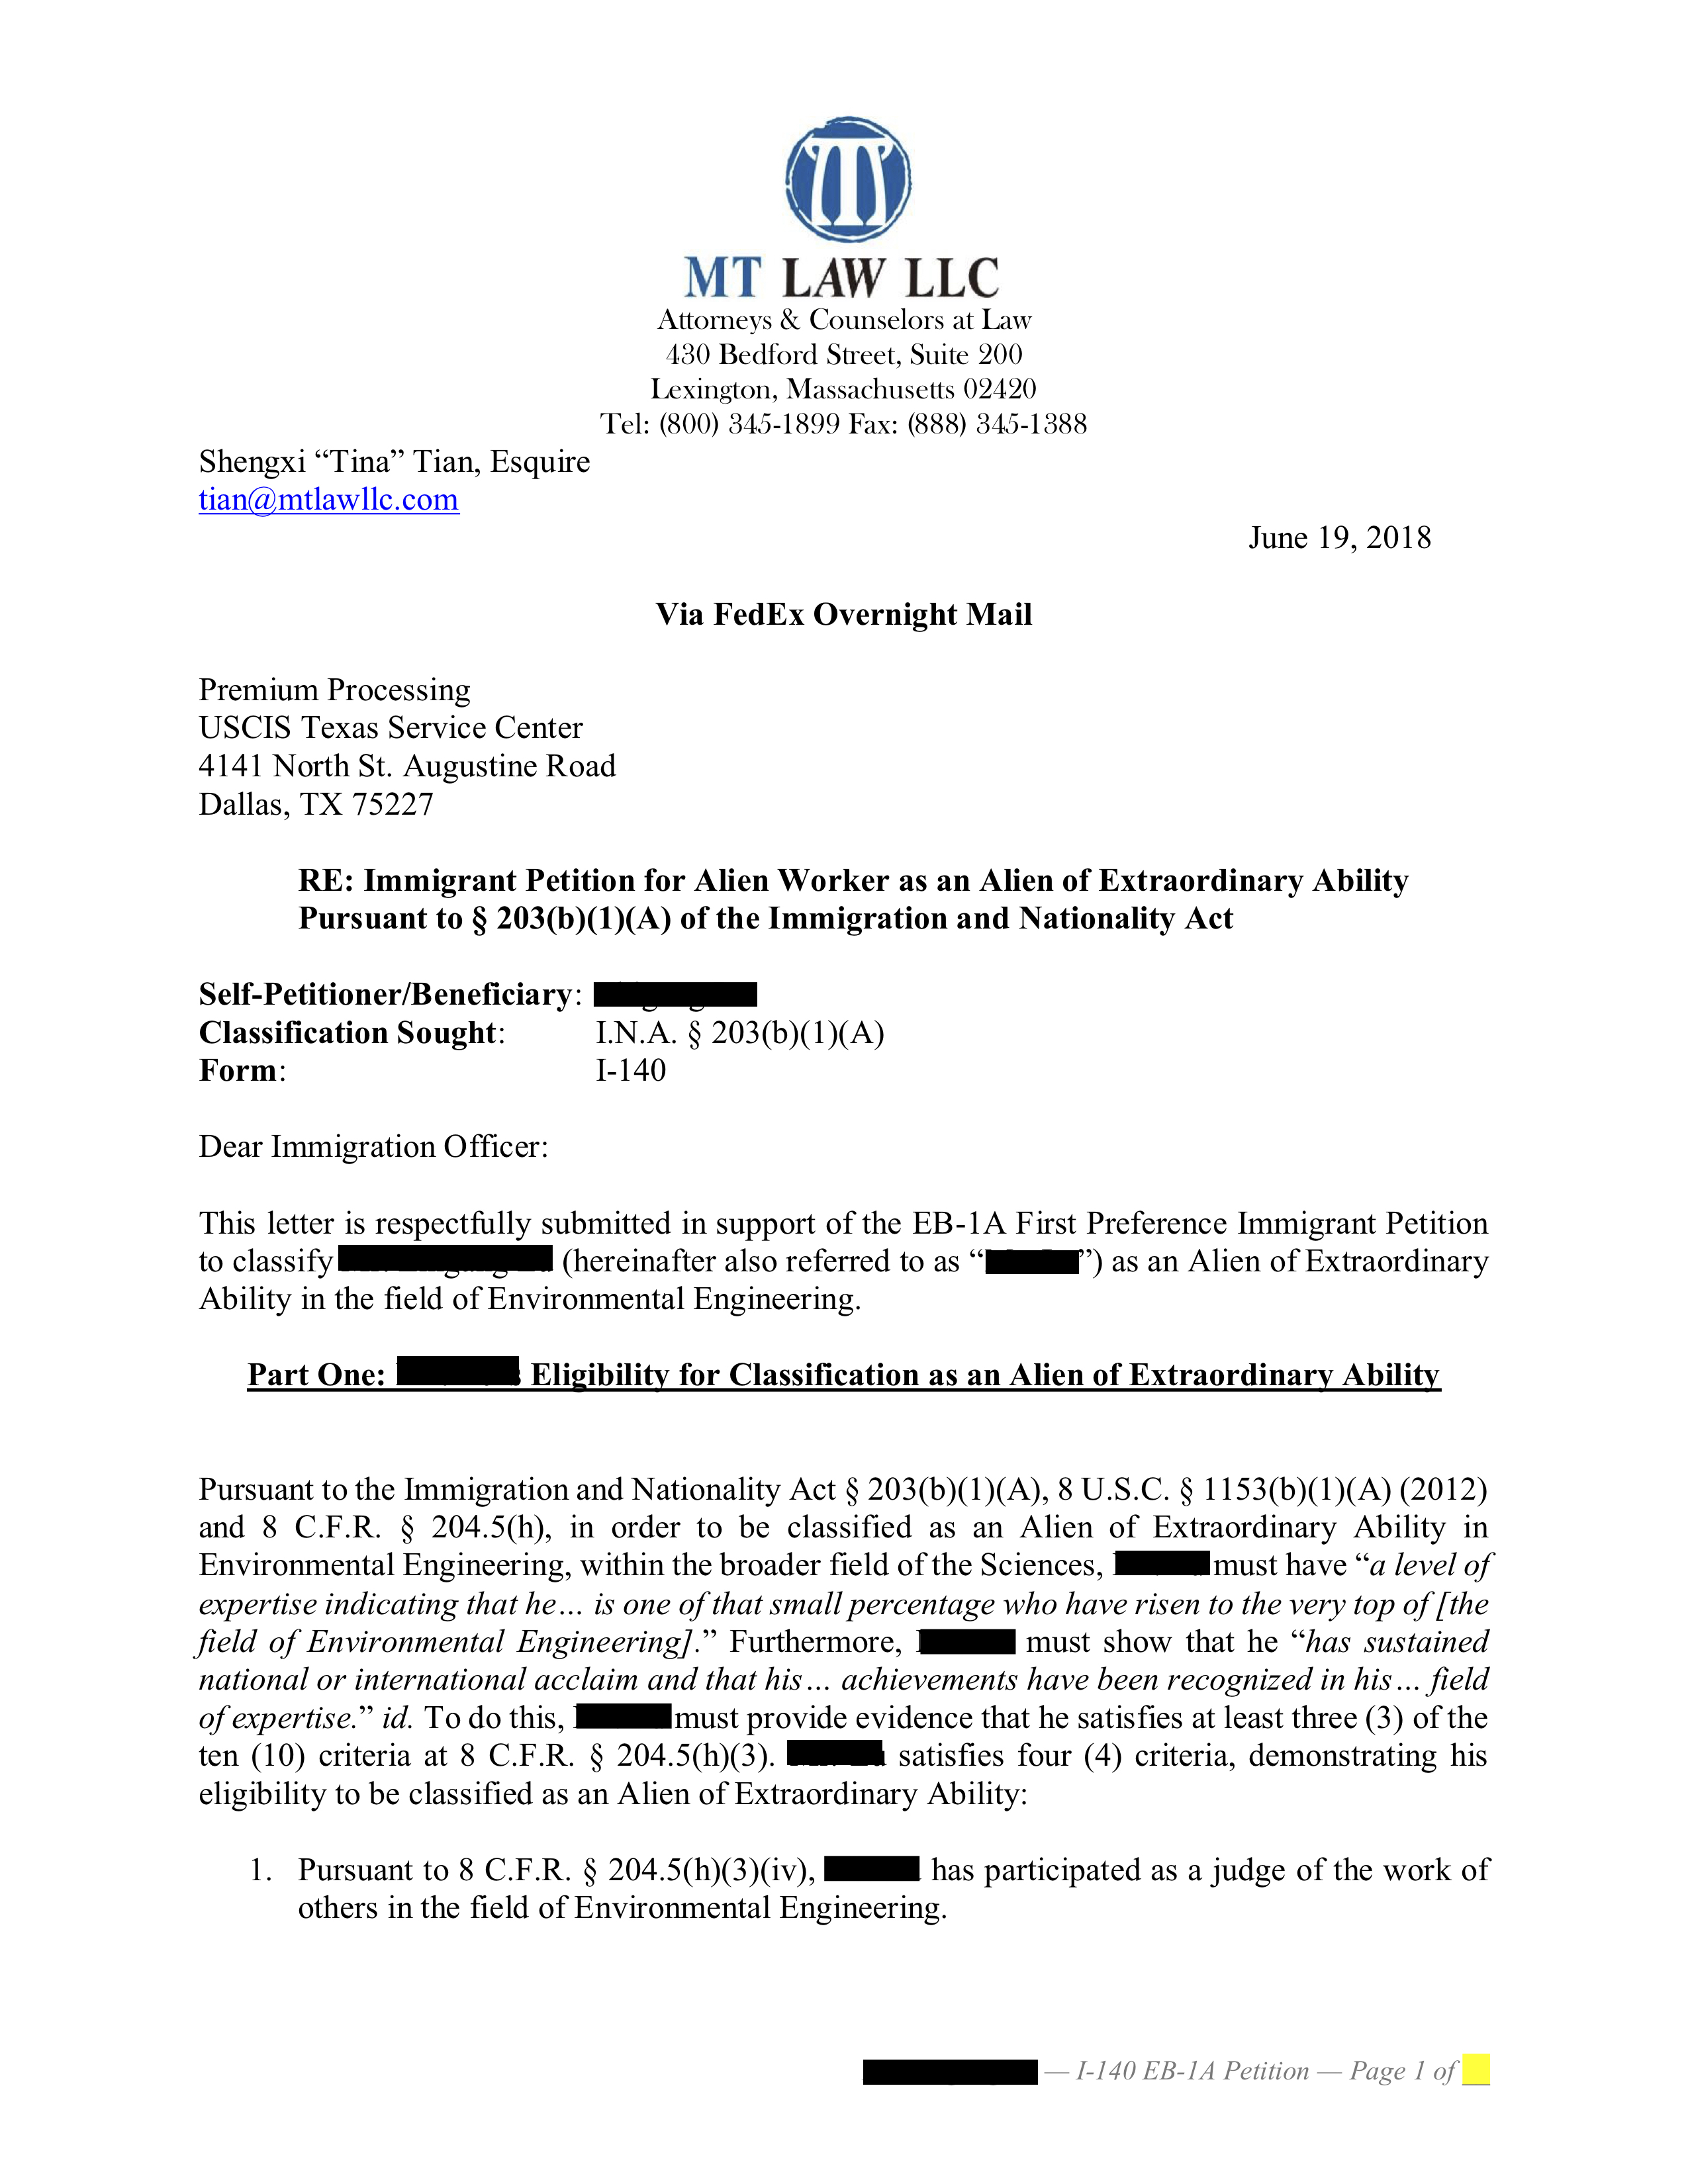 MT LAW LLC
Attorneys & Counselors at Law
430 Bedford Street, Suite 200
Lexington, Massachusetts 02420
Tel: (800) 345-1899 Fax: (888) 345-1388
Shengxi “Tina” Tian, Esquire
tian@mtlawllc.com
June 19, 2018
Via FedEx Overnight Mail
Premium Processing
USCIS Texas Service Center
4141 North St. Augustine Road
Dallas, TX 75227
RE: Immigrant Petition for Alien Worker as an Alien of Extraordinary Ability
Pursuant to § 203(b)(1)(A) of the Immigration and Nationality Act
Self-Petitioner/Beneficiary:
Classification Sought: I.N.A. § 203(b)(1)(A)
Form: I-140
Dear Immigration Officer:
This letter is respectfully submitted in support of the EB-1A First Preference Immigrant Petition
to classify (hereinafter also referred to as “ ”) as an Alien of Extraordinary
Ability in the field of Environmental Engineering.
Part One: Eligibility for Classification as an Alien of Extraordinary Ability
Pursuant to the Immigration and Nationality Act § 203(b)(1)(A), 8 U.S.C. § 1153(b)(1)(A) (2012)
and 8 C.F.R. § 204.5(h), in order to be classified as an Alien of Extraordinary Ability in
Environmental Engineering, within the broader field of the Sciences, must have “a level of
expertise indicating that he… is one of that small percentage who have risen to the very top of [the
field of Environmental Engineering].” Furthermore, must show that he “has sustained
national or international acclaim and that his… achievements have been recognized in his… field
of expertise.” id. To do this, must provide evidence that he satisfies at least three (3) of the
ten (10) criteria at 8 C.F.R. § 204.5(h)(3). satisfies four (4) criteria, demonstrating his
eligibility to be classified as an Alien of Extraordinary Ability:
1. Pursuant to 8 C.F.R. § 204.5(h)(3)(iv), has participated as a judge of the work of
others in the field of Environmental Engineering.
— I-140 EB-1A Petition — Page 1 of